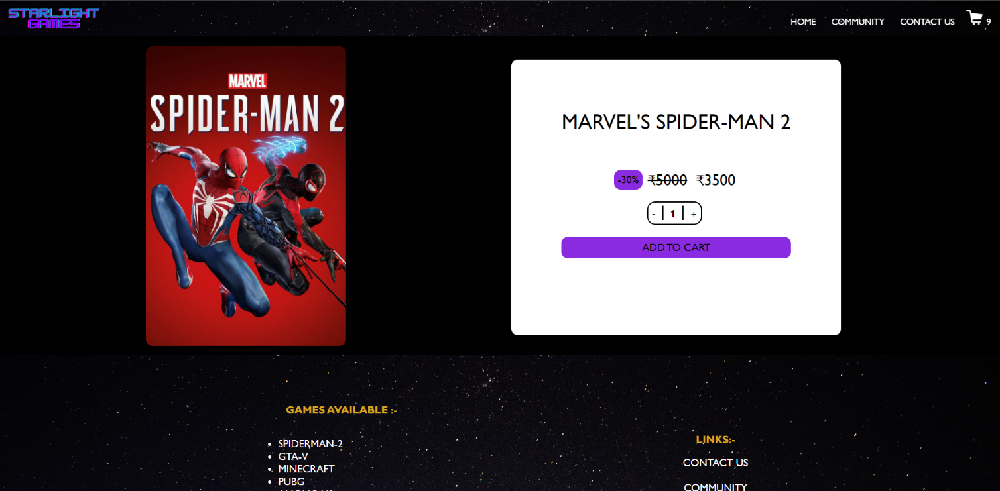 STARLIGHT
GAMES
HOME COMMUNITY CONTACT US 9
MARVEL
SPIDER-MAN 2
MARVEL'S SPIDER-MAN 2
-30% ₹5000 ₹3500
- 1 +
ADD TO CART
GAMES AVAILABLE :-
SPIDERMAN-2
GTA-V
MINECRAFT
PUBG
LINKS:-
CONTACT US
COMMUNITY